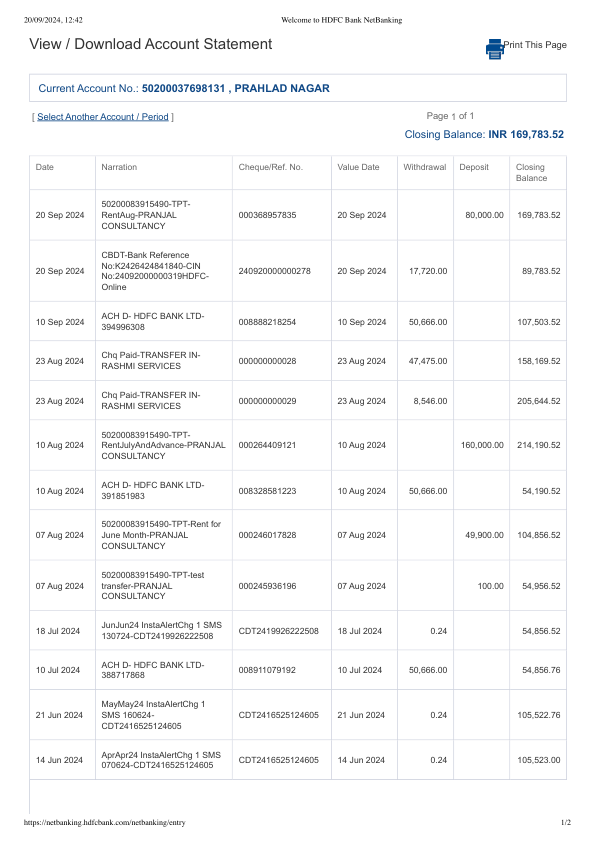 20/09/2024, 12:42
Welcome to HDFC Bank NetBanking
View / Download Account Statement
Print This Page
Current Account No.: 50200037698131 , PRAHLAD NAGAR
[ Select Another Account / Period ]
Page 1 of 1
Closing Balance: INR 169,783.52
Date Narration Cheque/Ref. No. Value Date Withdrawal Deposit Closing
Balance
50200083915490-TPT-
20 Sep 2024 RentAug-PRANJAL 000368957835 20 Sep 2024 80,000.00 169,783.52
CONSULTANCY
CBDT-Bank Reference
No:K2426424841840-CIN
20 Sep 2024 No:24092000000319HDFC- 240920000000278 20 Sep 2024 17,720.00 89,783.52
Online
10 Sep 2024 ACH D- HDFC BANK LTD- 008888218254 10 Sep 2024 50,666.00 107,503.52
394996308
23 Aug 2024 Chq Paid-TRANSFER IN- 000000000028 23 Aug 2024 47,475.00 158,169.52
RASHMI SERVICES
23 Aug 2024 Chq Paid-TRANSFER IN- 000000000029 23 Aug 2024 8,546.00 205,644.52
RASHMI SERVICES
50200083915490-TPT-
10 Aug 2024 RentJulyAndAdvance-PRANJAL 000264409121 10 Aug 2024 160,000.00 214,190.52
CONSULTANCY
10 Aug 2024 ACH D- HDFC BANK LTD- 008328581223 10 Aug 2024 50,666.00 54,190.52
391851983
50200083915490-TPT-Rent for
07 Aug 2024 June Month-PRANJAL 000246017828 07 Aug 2024 49,900.00 104,856.52
CONSULTANCY
50200083915490-TPT-test
07 Aug 2024 transfer-PRANJAL 000245936196 07 Aug 2024 100.00 54,956.52
CONSULTANCY
18 Jul 2024 JunJun24 InstaAlertChg 1 SMS CDT2419926222508 18 Jul 2024 0.24 54,856.52
130724-CDT2419926222508
10 Jul 2024 ACH D- HDFC BANK LTD- 008911079192 10 Jul 2024 50,666.00 54,856.76
388717868
MayMay24 InstaAlertChg 1
21 Jun 2024 SMS 160624- CDT2416525124605 21 Jun 2024 0.24 105,522.76
CDT2416525124605
14 Jun 2024 AprApr24 InstaAlertChg 1 SMS CDT2416525124605 14 Jun 2024 0.24 105,523.00
070624-CDT2416525124605
https://netbanking.hdfcbank.com/netbanking/entry
1/2